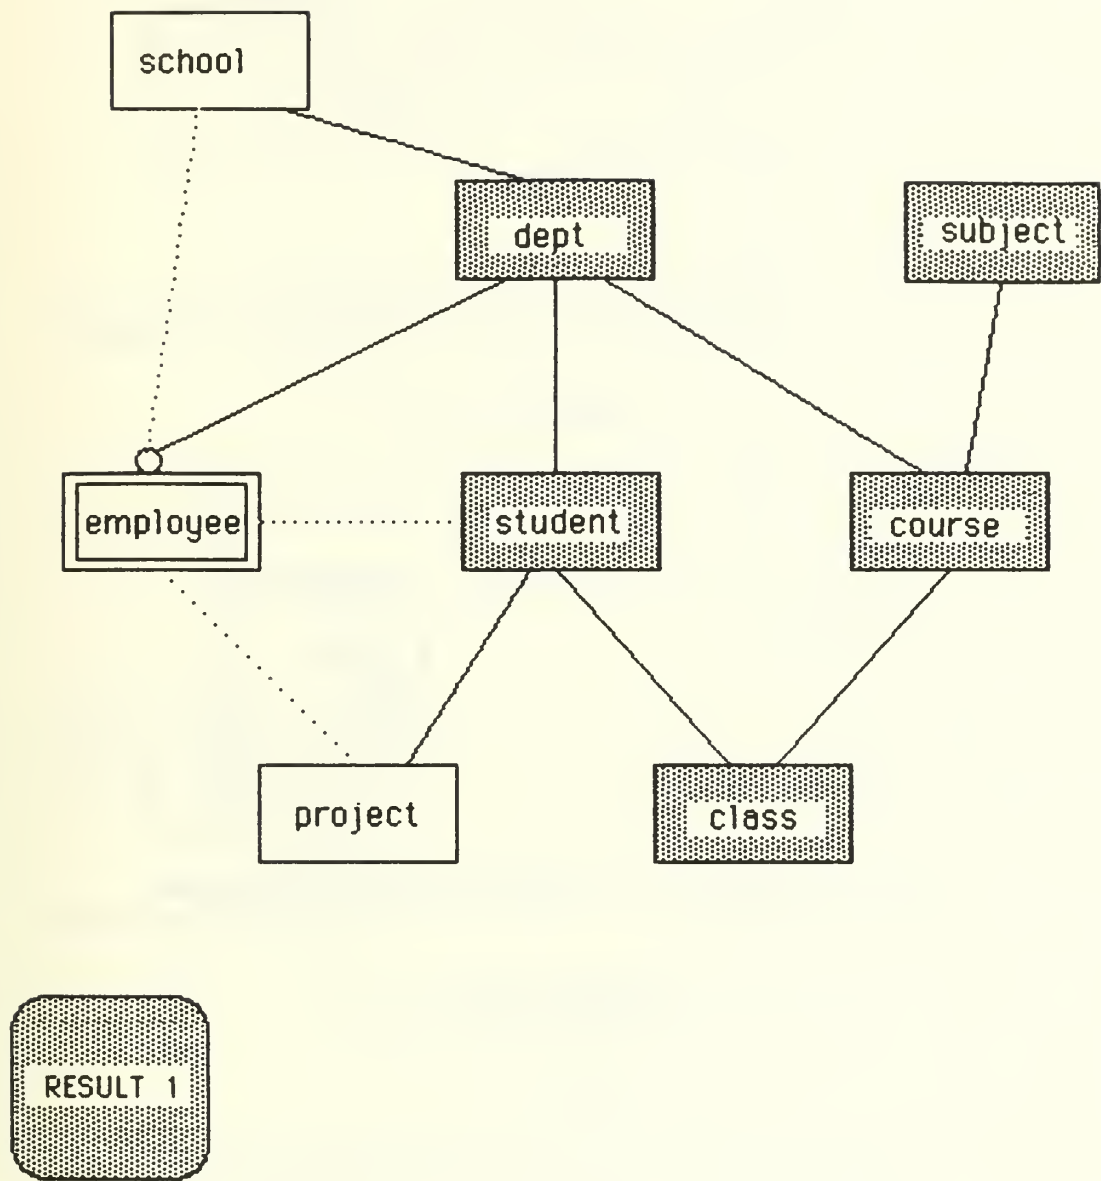 school
dept
subject
employee
student
course
project
class
RESULT 1